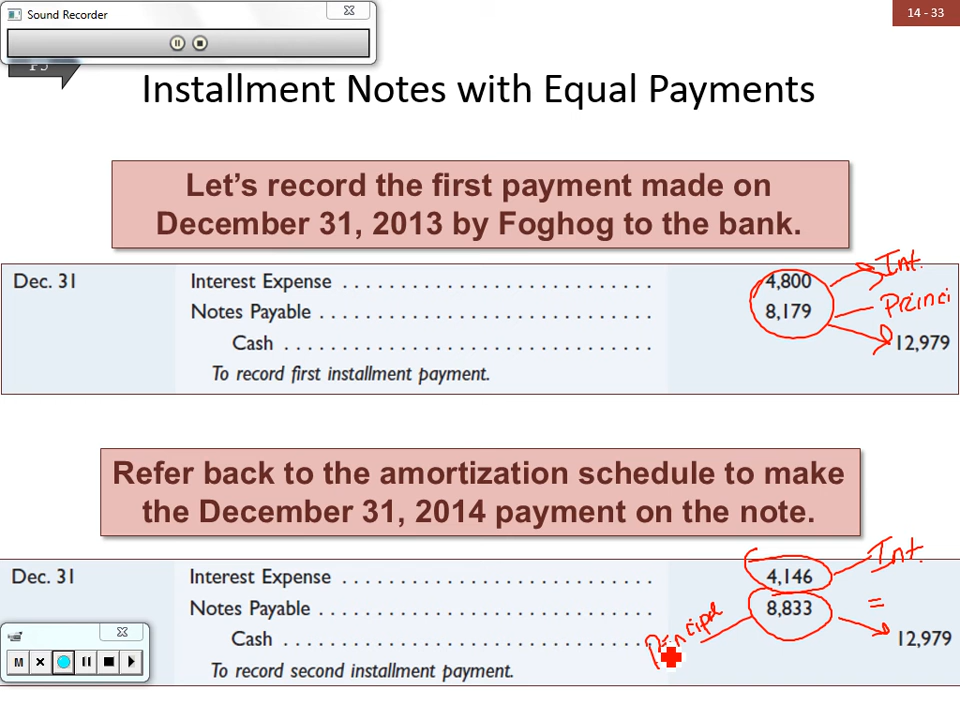 Sound Recorder
14 - 33
Installment Notes with Equal Payments
Let's record the first payment made on
December 31, 2013 by Foghog to the bank.
Dec. 31 Interest Expense . . . . . . . . . . . . . . . . . . . . . . . . . . . . 4,800 Int.
Notes Payable . . . . . . . . . . . . . . . . . . . . . . . . . . . . . . 8,179 Princi
Cash . . . . . . . . . . . . . . . . . . . . . . . . . . . . . . . . . 12,979
To record first installment payment.
Refer back to the amortization schedule to make
the December 31, 2014 payment on the note.
Dec. 31 Interest Expense . . . . . . . . . . . . . . . . . . . . . . . . . . . . 4,146 Int.
Notes Payable . . . . . . . . . . . . . . . . . . . . . . . . . . . . . . 8,833 =
Cash . . . . . . . . . . . . . . . . . . . . . . . . . . . . . . . . . Principal 12,979
To record second installment payment.
M